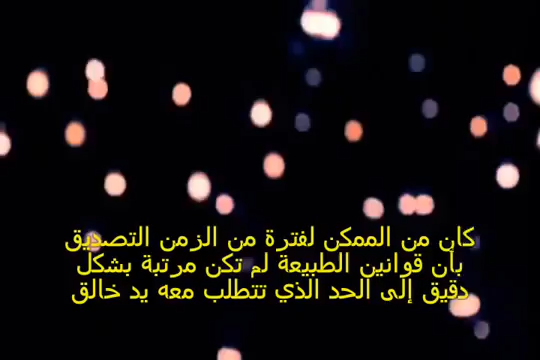 كان من الممكن لفترة من الزمن التصديق
بأن قوانين الطبيعة لم تكن مرتبة بشكل
دقيق إلى الحد الذي تتطلب معه يد خالق